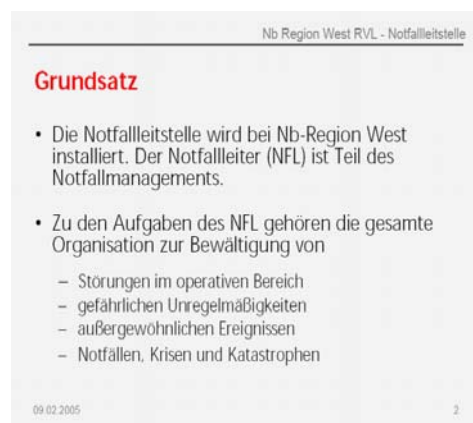 Nb Region West RVL - Notfallleitstelle
Grundsatz
• Die Notfallleitstelle wird bei Nb-Region West
installiert. Der Notfallleiter (NFL) ist Teil des
Notfallmanagements.
• Zu den Aufgaben des NFL gehören die gesamte
Organisation zur Bewältigung von
– Störungen im operativen Bereich
– gefährlichen Unregelmäßigkeiten
– außergewöhnlichen Ereignissen
– Notfällen, Krisen und Katastrophen
09.02.2005 2